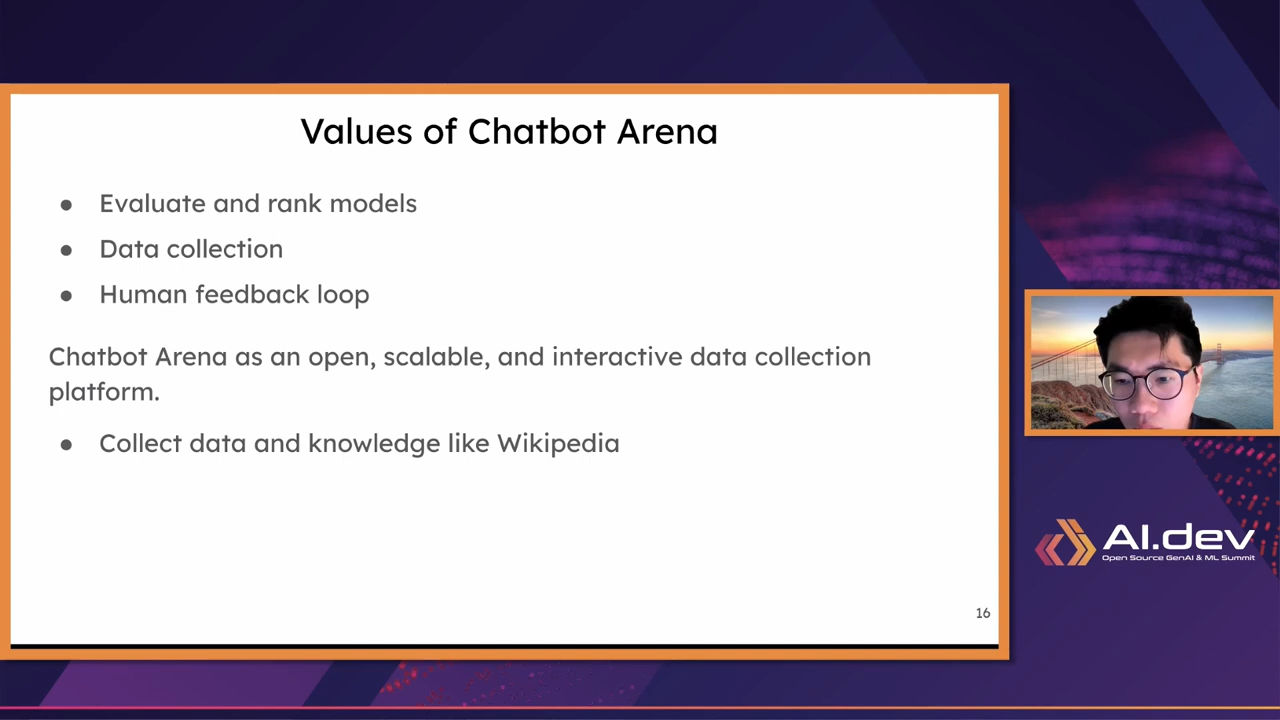 Values of Chatbot Arena
● Evaluate and rank models
● Data collection
● Human feedback loop
Chatbot Arena as an open, scalable, and interactive data collection
platform.
● Collect data and knowledge like Wikipedia
16
AI.dev
Open Source GenAI & ML Summit